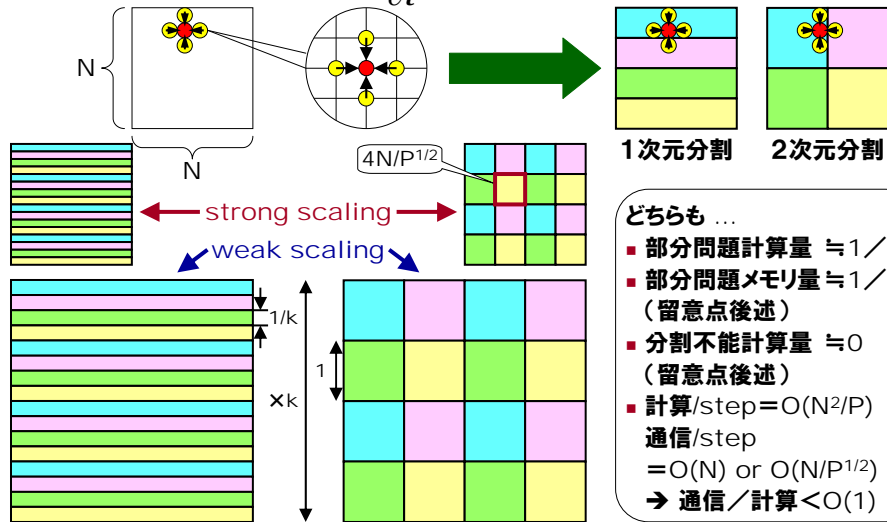 N
N
1次元分割
2次元分割
4N/P1/2
strong scaling
weak scaling
1/k
1
×k
どちらも …
部分問題計算量 ≒1／
部分問題メモリ量≒1／
（留意点後述）
分割不能計算量 ≒0
（留意点後述）
計算/step＝O(N²/P)
通信/step
＝O(N) or O(N/P1/2)
➔ 通信／計算＜O(1)